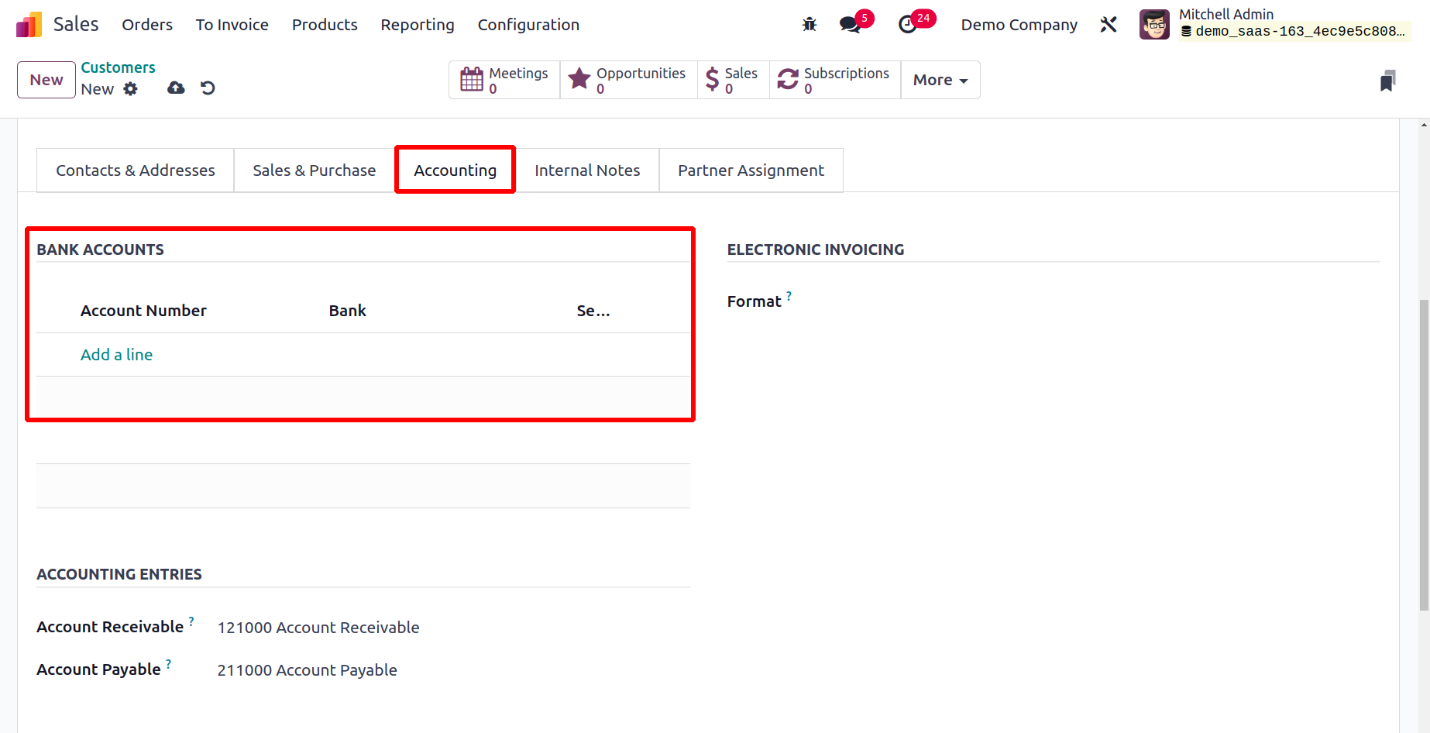 Sales Orders To Invoice Products Reporting Configuration 5 24 Demo Company Mitchell Admin
demo_saas-163_4ec9e5c808...
New Customers
New
Meetings 0 Opportunities 0 Sales 0 Subscriptions 0 More
Contacts & Addresses Sales & Purchase Accounting Internal Notes Partner Assignment
BANK ACCOUNTS ELECTRONIC INVOICING
Format ?
Account Number Bank Se...
Add a line
ACCOUNTING ENTRIES
Account Receivable ? 121000 Account Receivable
Account Payable ? 211000 Account Payable